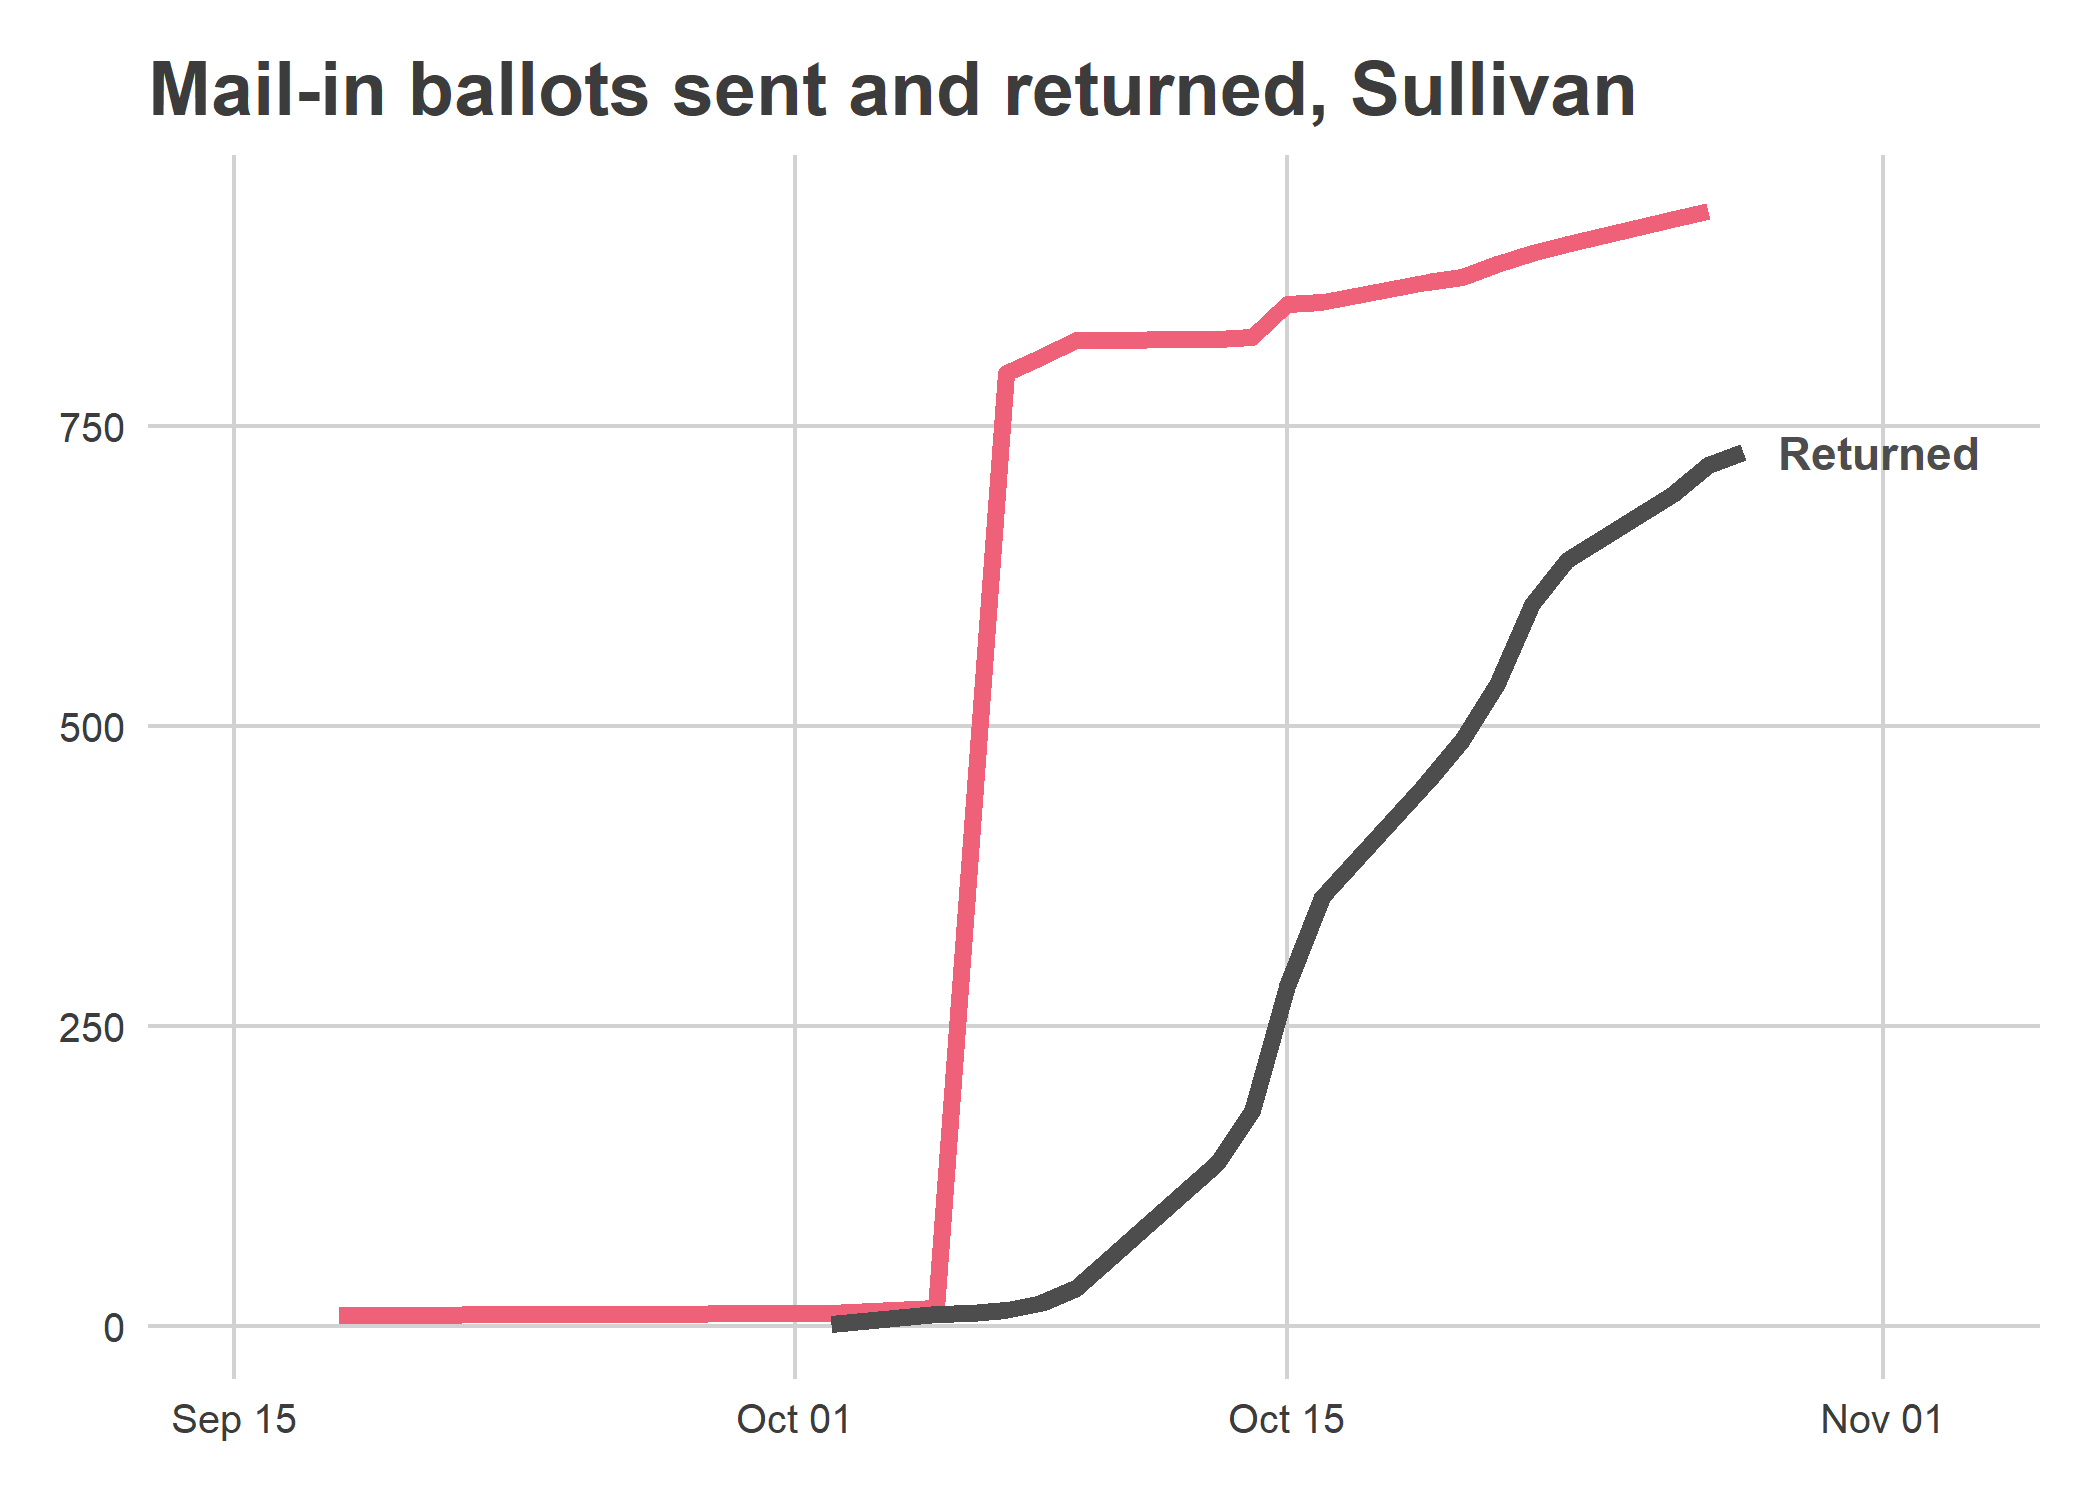 Mail-in ballots sent and returned, Sullivan
750
Returned
500
250
0
Sep 15
Oct 01
Oct 15
Nov 01